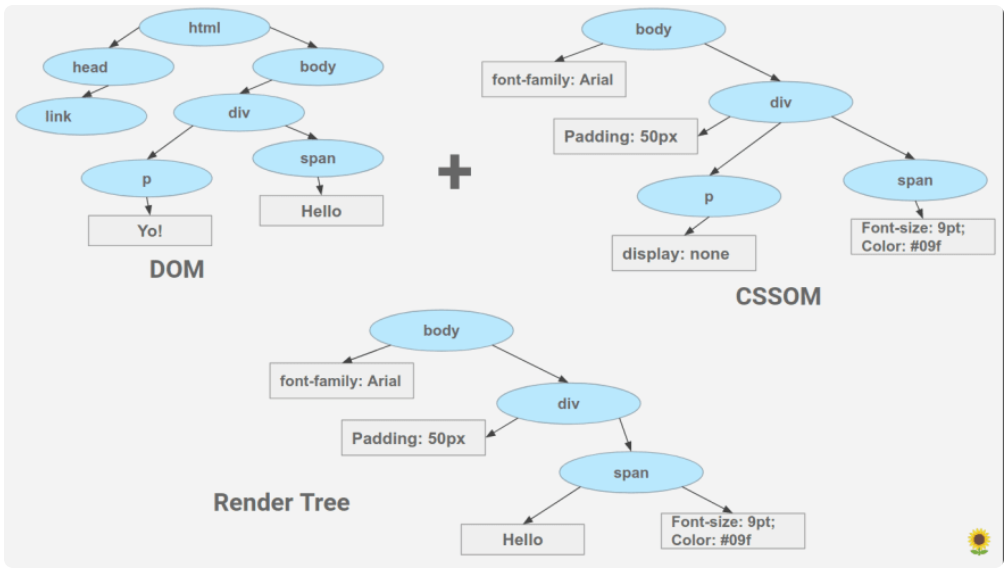 html
head
body
link
div
p
span
Yo!
Hello
DOM
body
font-family: Arial
div
Padding: 50px
p
span
display: none
Font-size: 9pt;
Color: #09f
CSSOM
body
font-family: Arial
div
Padding: 50px
span
Render Tree
Hello
Font-size: 9pt;
Color: #09f